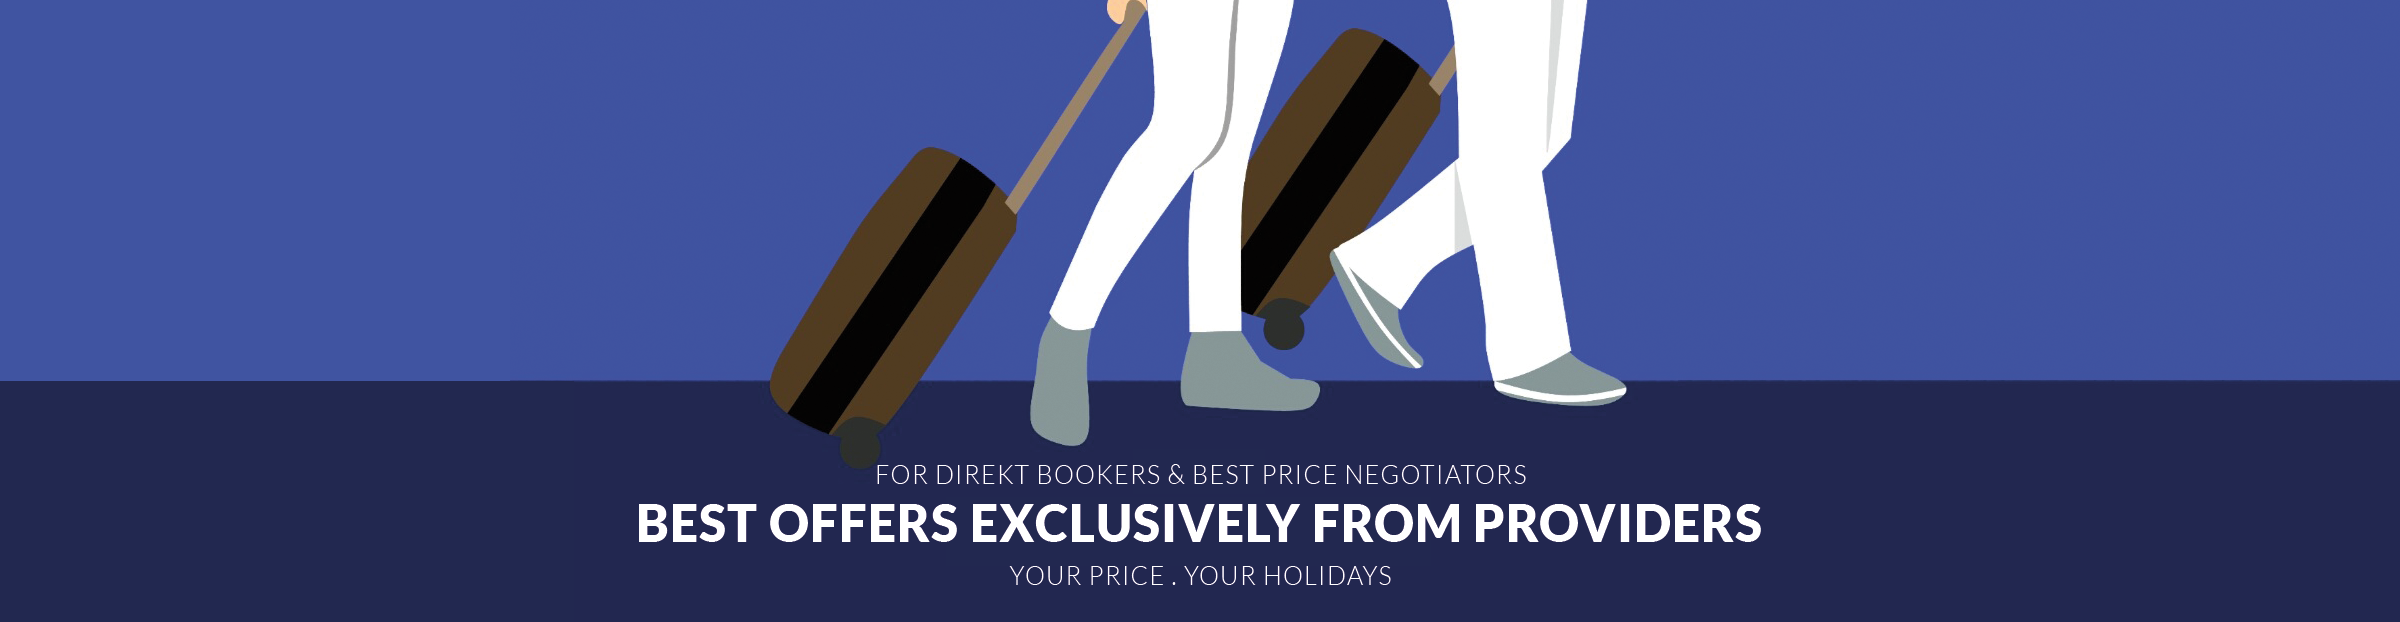 FOR DIREKT BOOKERS & BEST PRICE NEGOTIATORS
BEST OFFERS EXCLUSIVELY FROM PROVIDERS
YOUR PRICE . YOUR HOLIDAYS